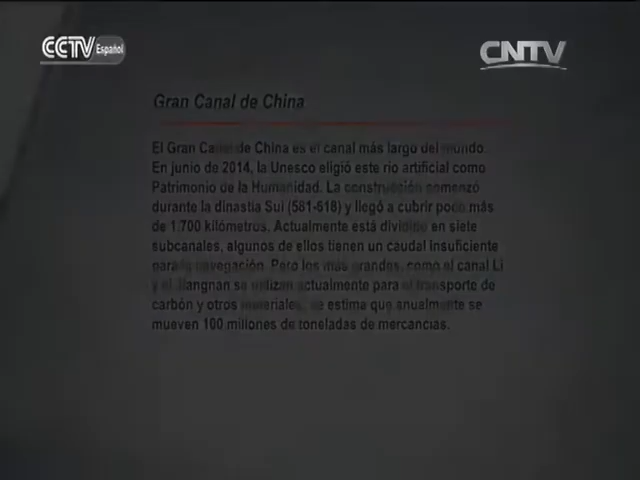 CCTV Español
CNTV
Gran Canal de China
El Gran Canal de China es el canal más largo del mundo.
En junio de 2014, la Unesco eligió este río artificial como
Patrimonio de la Humanidad. La construcción comenzó
durante la dinastía Sui (581-618) y llegó a cubrir poco más
de 1.700 kilómetros. Actualmente está dividido en siete
subcanales, algunos de ellos tienen un caudal insuficiente
para la navegación. Pero los más grandes, como el canal Li
y el Jiangnan se utilizan actualmente para el transporte de
carbón y otros materiales, se estima que anualmente se
mueven 100 millones de toneladas de mercancías.